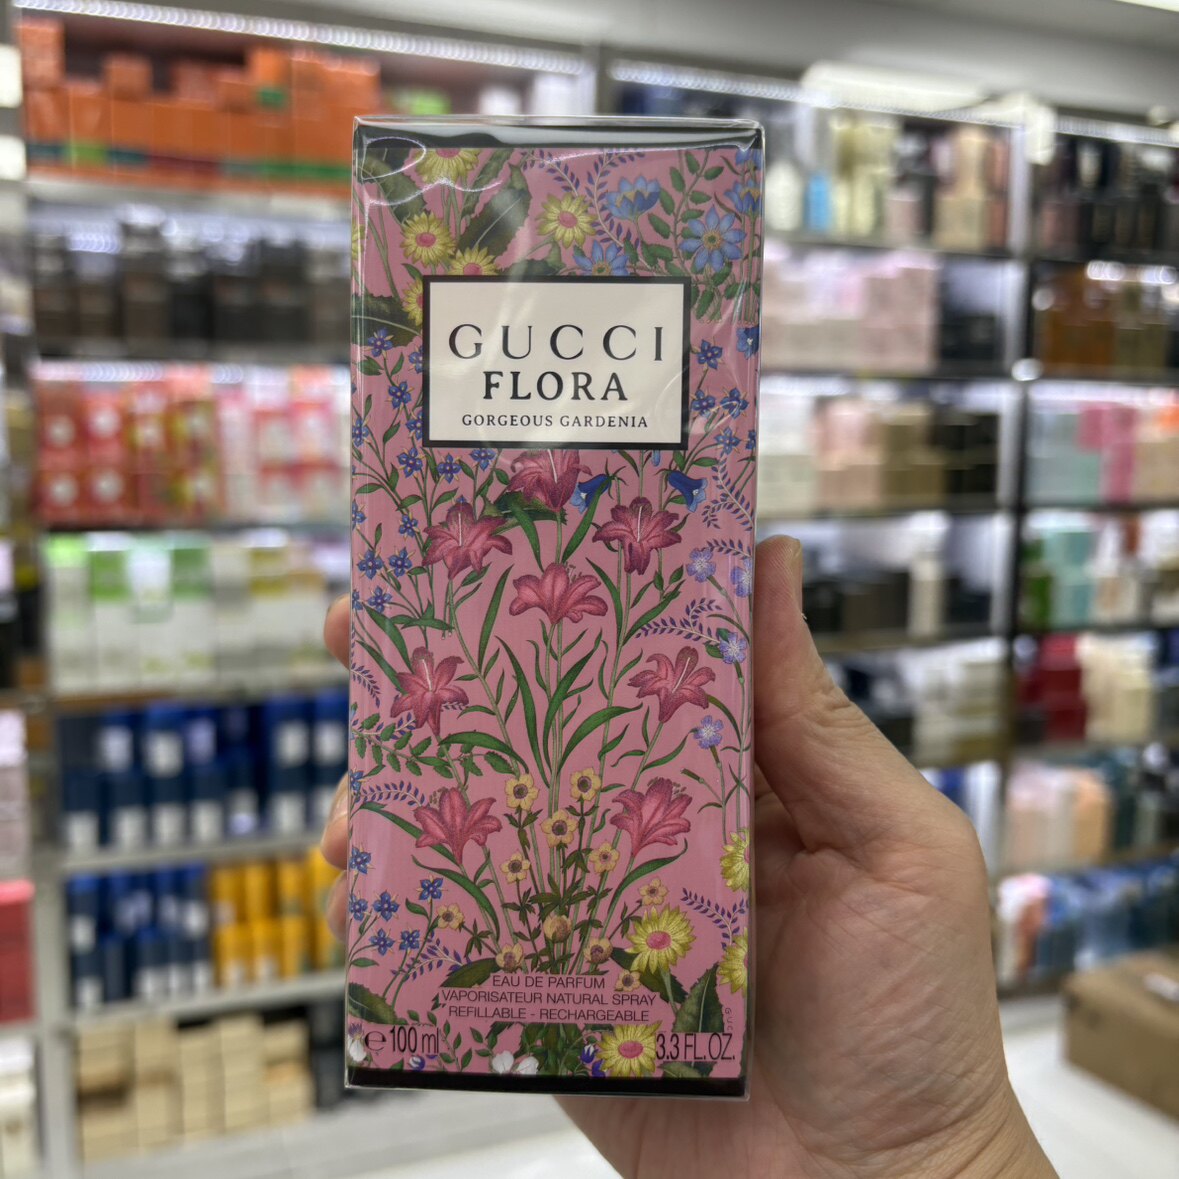 GUCCI
FLORA
GORGEOUS GARDENIA
EAU DE PARFUM
VAPORISATEUR NATURAL SPRAY
REFILLABLE - RECHARGEABLE
℮ 100 ml
3.3 FL.OZ.